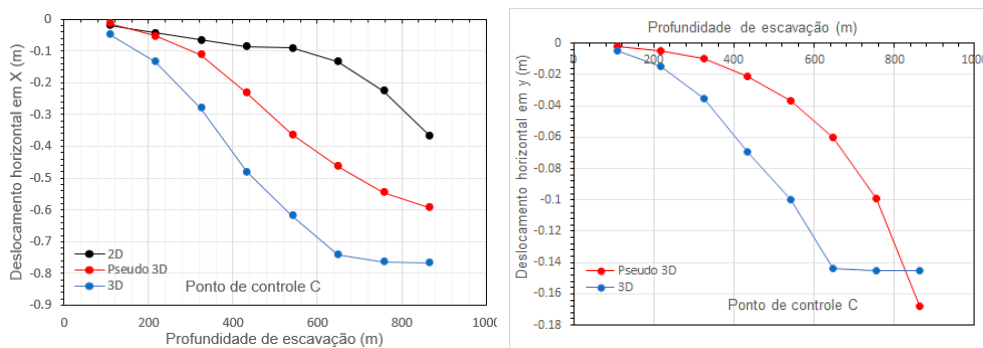 0
-0.1
-0.2
-0.3
-0.4
-0.5
-0.6
-0.7
-0.8
-0.9
Deslocamento horizontal em X (m)
2D
Pseudo 3D
3D
Ponto de controle C
0 200 400 600 800 1000
Profundidade de escavação (m)
Profundidade de escavação (m)
0 200 400 600 800 1000
0
-0.02
-0.04
-0.06
-0.08
-0.1
-0.12
-0.14
-0.16
-0.18
Deslocamento horizontal em y (m)
Pseudo 3D
3D
Ponto de controle C